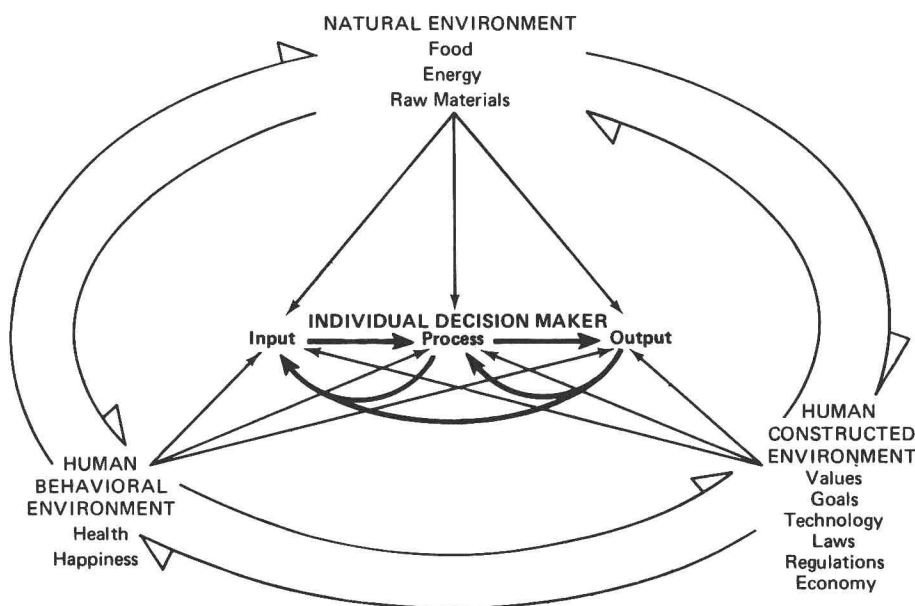 NATURAL ENVIRONMENT
Food
Energy
Raw Materials
INDIVIDUAL DECISION MAKER
Input
Process
Output
HUMAN
BEHAVIORAL
ENVIRONMENT
Health
Happiness
HUMAN
CONSTRUCTED
ENVIRONMENT
Values
Goals
Technology
Laws
Regulations
Economy